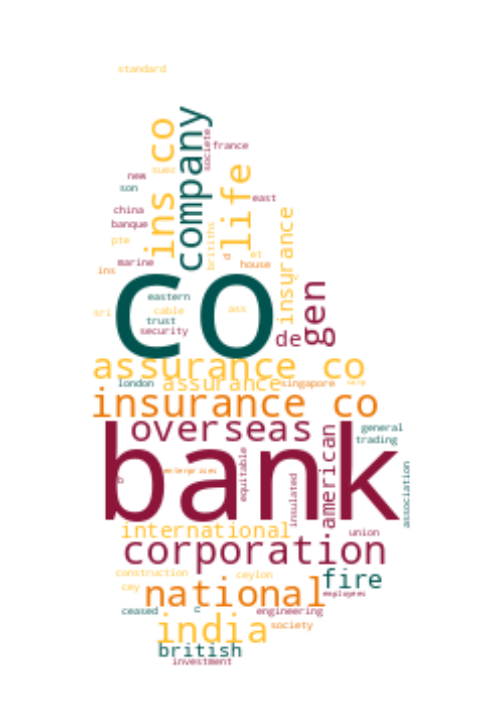 standard
ins co
company
societe
france
suez
life
new
son
east
china
banque
insurance
britiths
pte
d
et
marine
house
ins
co
gen
eastern
cable
ass
sri
trust
security
de
assurance co
london
assurance
singapore
insurance co
overseas
general
trading
bank
american
equitable
enterprises
b
insulated
association
international
union
corporation
construction
ceylon
fire
cey
national
employees
ceased
c
engineering
india
society
british
investment